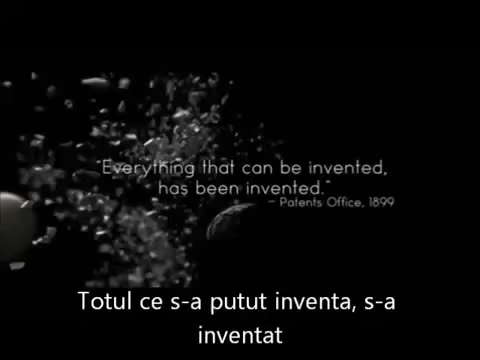 "Everything that can be invented,
has been invented."
- Patents Office, 1899
Totul ce s-a putut inventa, s-a
inventat